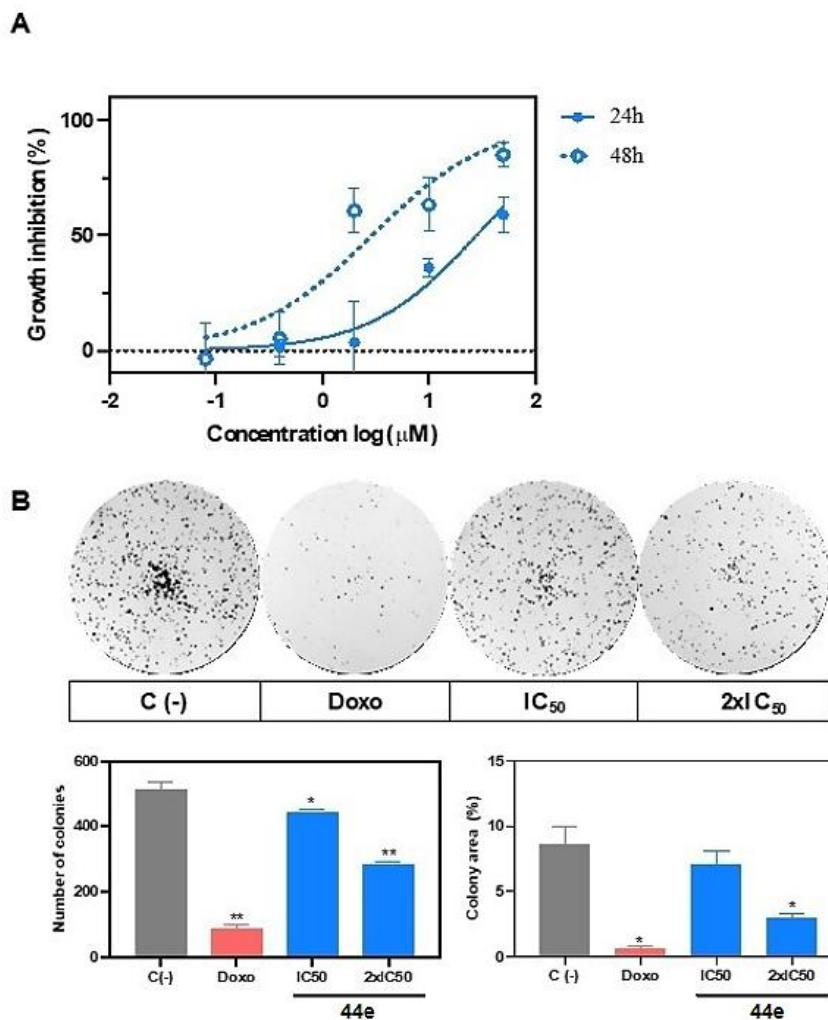 A
Growth inhibition (%)
100
50
0
-2 -1 0 1 2
Concentration log (μM)
24h
48h
B
C (-) Doxo IC50 2xIC50
Number of colonies
600
400
200
0
** * **
C(-) Doxo IC50 2xIC50
44e
Colony area (%)
15
10
5
0
* *
C (-) Doxo IC50 2xIC50
44e